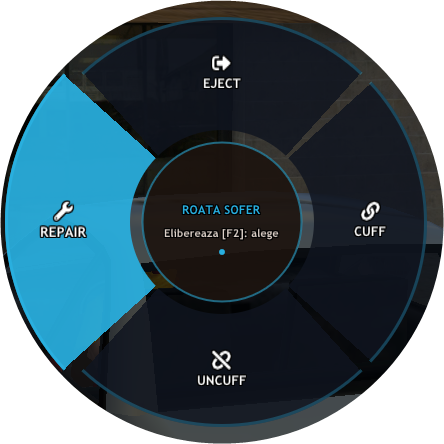 EJECT
ROATA SOFER
REPAIR
Elibereaza [F2]: alege
CUFF
UNCUFF